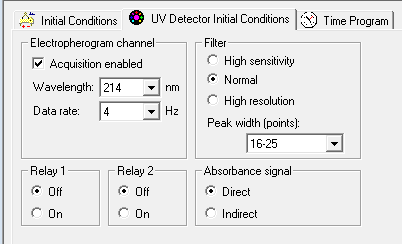 Initial Conditions
UV Detector Initial Conditions
Time Program
Electropherogram channel
Acquisition enabled
Wavelength: 214 nm
Data rate: 4 Hz
Filter
High sensitivity
Normal
High resolution
Peak width (points):
16-25
Relay 1
Off
On
Relay 2
Off
On
Absorbance signal
Direct
Indirect